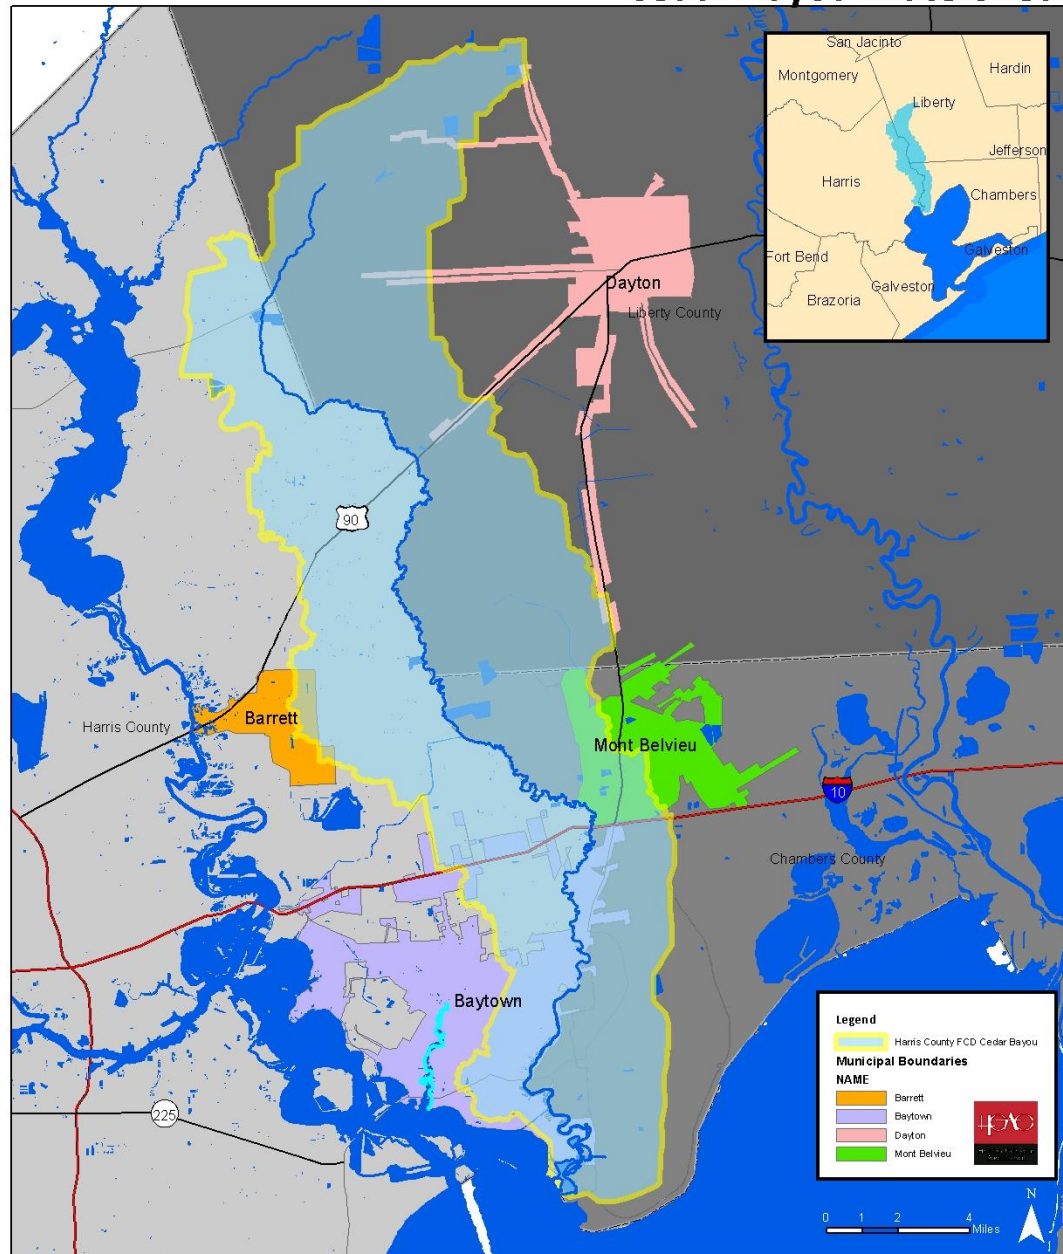 San Jacinto
Montgomery
Hardin
Liberty
Jefferson
Harris
Chambers
Fort Bend
Galveston
Galveston
Brazoria
Dayton
Liberty County
90
Barrett
Harris County
Mont Belvieu
10
Chambers County
Baytown
225
Legend
Harris County FCD Cedar Bayou
Municipal Boundaries
NAME
Barrett
Baytown
Dayton
Mont Belvieu
HGAC
N
0 1 2 4
Miles